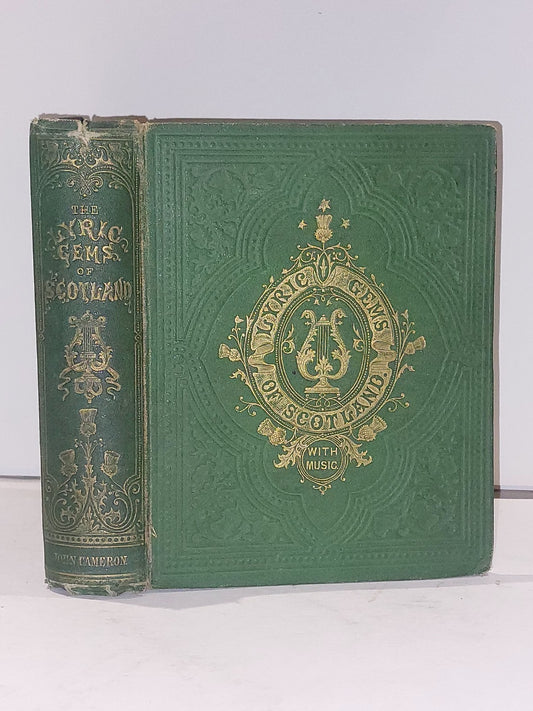 THE
LYRIC
GEMS
OF
SCOTLAND
JOHN CAMERON.
LYRIC GEMS
OF SCOTLAND.
WITH
MUSIC.